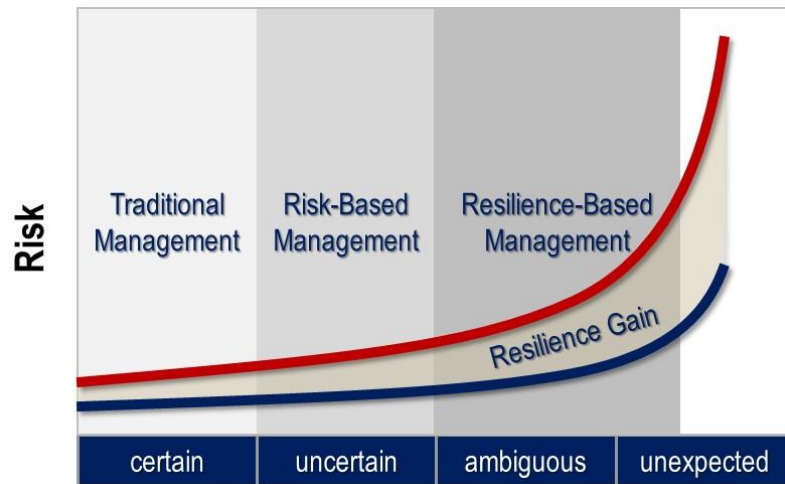 Risk
Traditional
Management
Risk-Based
Management
Resilience-Based
Management
Resilience Gain
certain
uncertain
ambiguous
unexpected